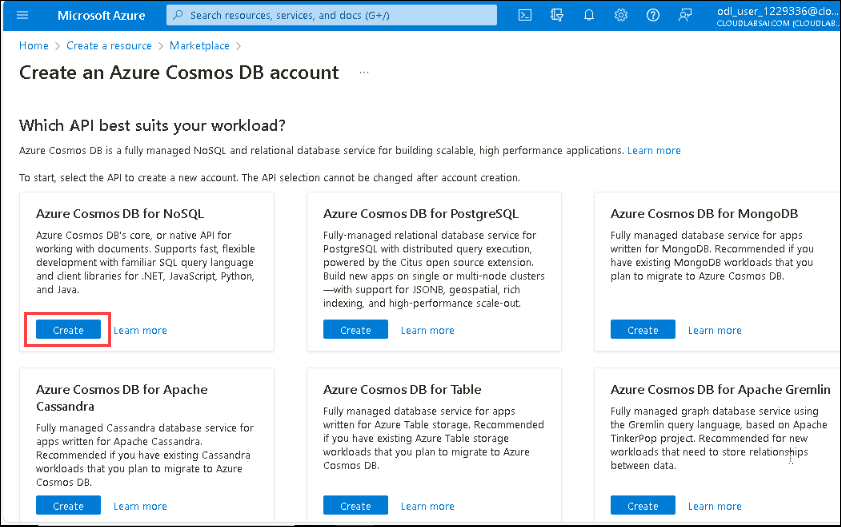 Microsoft Azure
Search resources, services, and docs (G+/)
odl_user_1229336@clo...
CLOUDLABSAI.COM (CLOUDLAB...
Home > Create a resource > Marketplace >
Create an Azure Cosmos DB account ...
Which API best suits your workload?
Azure Cosmos DB is a fully managed NoSQL and relational database service for building scalable, high performance applications. Learn more
To start, select the API to create a new account. The API selection cannot be changed after account creation.
Azure Cosmos DB for NoSQL
Azure Cosmos DB's core, or native API for
working with documents. Supports fast, flexible
development with familiar SQL query language
and client libraries for .NET, JavaScript, Python,
and Java.
Create
Learn more
Azure Cosmos DB for PostgreSQL
Fully-managed relational database service for
PostgreSQL with distributed query execution,
powered by the Citus open source extension.
Build new apps on single or multi-node clusters
—with support for JSONB, geospatial, rich
indexing, and high-performance scale-out.
Create
Learn more
Azure Cosmos DB for MongoDB
Fully managed database service for apps
written for MongoDB. Recommended if you
have existing MongoDB workloads that you
plan to migrate to Azure Cosmos DB.
Create
Learn more
Azure Cosmos DB for Apache
Cassandra
Fully managed Cassandra database service for
apps written for Apache Cassandra.
Recommended if you have existing Cassandra
workloads that you plan to migrate to Azure
Cosmos DB.
Create
Learn more
Azure Cosmos DB for Table
Fully managed database service for apps
written for Azure Table storage. Recommended
if you have existing Azure Table storage
workloads that you plan to migrate to Azure
Cosmos DB.
Create
Learn more
Azure Cosmos DB for Apache Gremlin
Fully managed graph database service using
the Gremlin query language, based on Apache
TinkerPop project. Recommended for new
workloads that need to store relationships
between data.
Create
Learn more